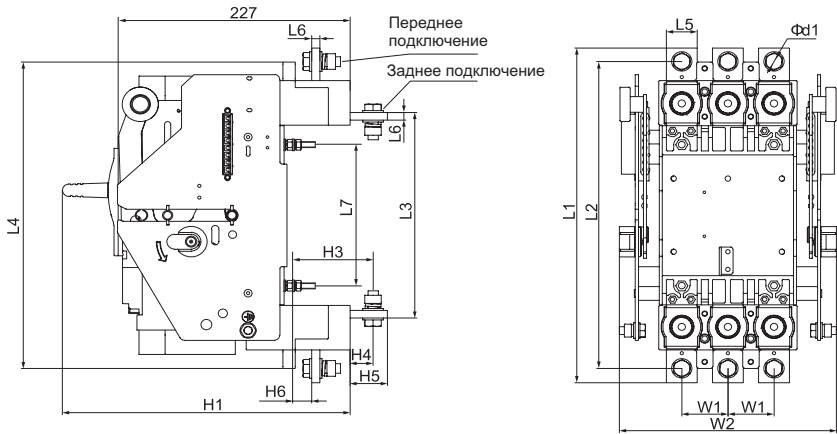 227
L6
Переднее
подключение
Заднее подключение
L6
L4
L7
L3
H3
H4
H5
H6
H1
L5
Φd1
L1
L2
W1
W1
W2